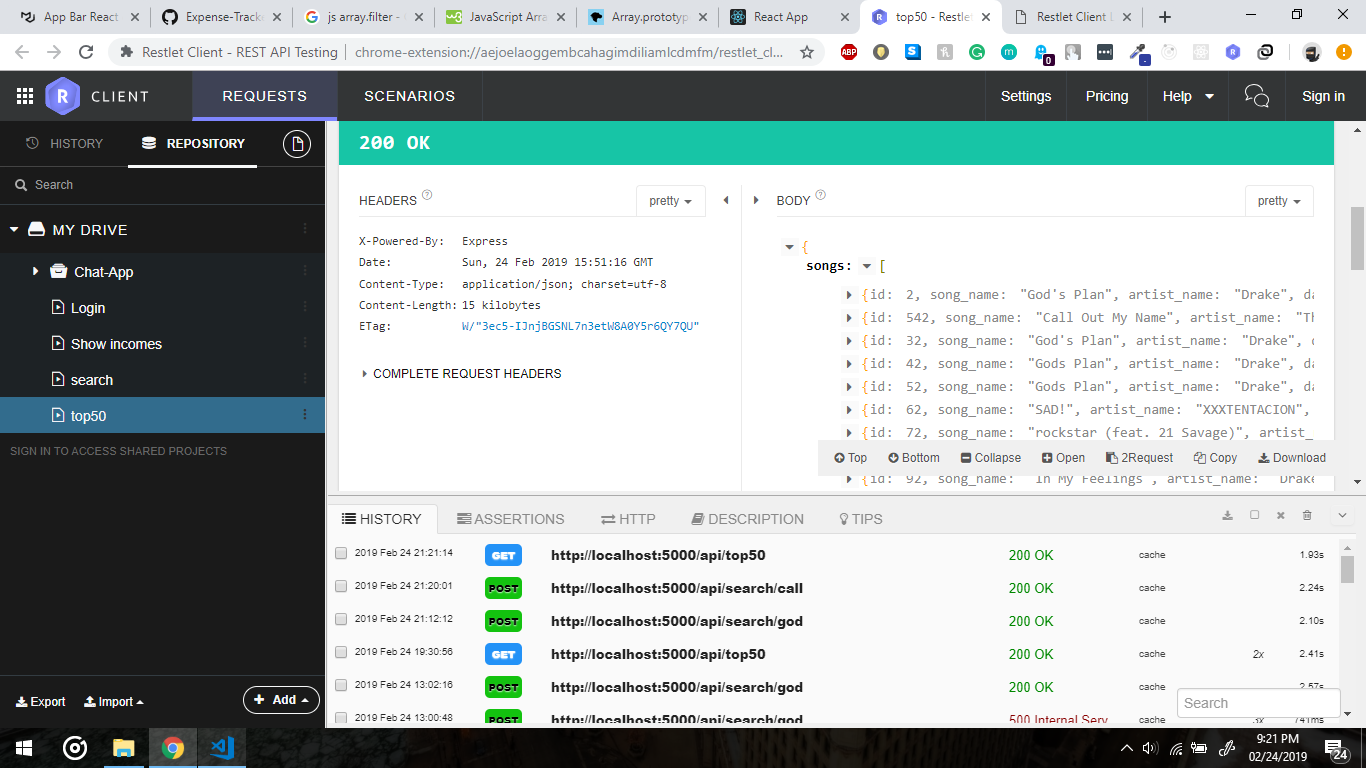 App Bar React
Expense-Track
js array.filter -
JavaScript Arra
Array.prototyp
React App
top50 - Restlet
Restlet Client
Restlet Client - REST API Testing
chrome-extension://aejoelaoggembcahagimdiliamlcdmfm/restlet_cl...
ABP
0
R
CLIENT
REQUESTS
SCENARIOS
Settings
Pricing
Help
Sign in
HISTORY
REPOSITORY
Search
MY DRIVE
Chat-App
Login
Show incomes
search
top50
SIGN IN TO ACCESS SHARED PROJECTS
Export
Import
Add
200 OK
HEADERS
pretty
X-Powered-By: Express
Date: Sun, 24 Feb 2019 15:51:16 GMT
Content-Type: application/json; charset=utf-8
Content-Length: 15 kilobytes
ETag: W/"3ec5-IJnjBGSNL7n3etW8A0Y5r6QY7QU"
COMPLETE REQUEST HEADERS
BODY
pretty
{
songs: [
{id: 2, song_name: "God's Plan", artist_name: "Drake", da
{id: 542, song_name: "Call Out My Name", artist_name: "Th
{id: 32, song_name: "God's Plan", artist_name: "Drake", d
{id: 42, song_name: "Gods Plan", artist_name: "Drake", da
{id: 52, song_name: "Gods Plan", artist_name: "Drake", da
{id: 62, song_name: "SAD!", artist_name: "XXXTENTACION",
{id: 72, song_name: "rockstar (feat. 21 Savage)", artist_
Top Bottom Collapse Open 2Request Copy Download
{id: 92, song_name: "In My Feelings", artist_name: "Drake
HISTORY
ASSERTIONS
HTTP
DESCRIPTION
TIPS
2019 Feb 24 21:21:14 GET http://localhost:5000/api/top50 200 OK cache 1.93s
2019 Feb 24 21:20:01 POST http://localhost:5000/api/search/call 200 OK cache 2.24s
2019 Feb 24 21:12:12 POST http://localhost:5000/api/search/god 200 OK cache 2.10s
2019 Feb 24 19:30:56 GET http://localhost:5000/api/top50 200 OK cache 2x 2.41s
2019 Feb 24 13:02:16 POST http://localhost:5000/api/search/god 200 OK cache 2.57s
2019 Feb 24 13:00:48 POST http://localhost:5000/api/search/god 500 Internal Serv cache 3x 741ms
Search
9:21 PM
02/24/2019
24